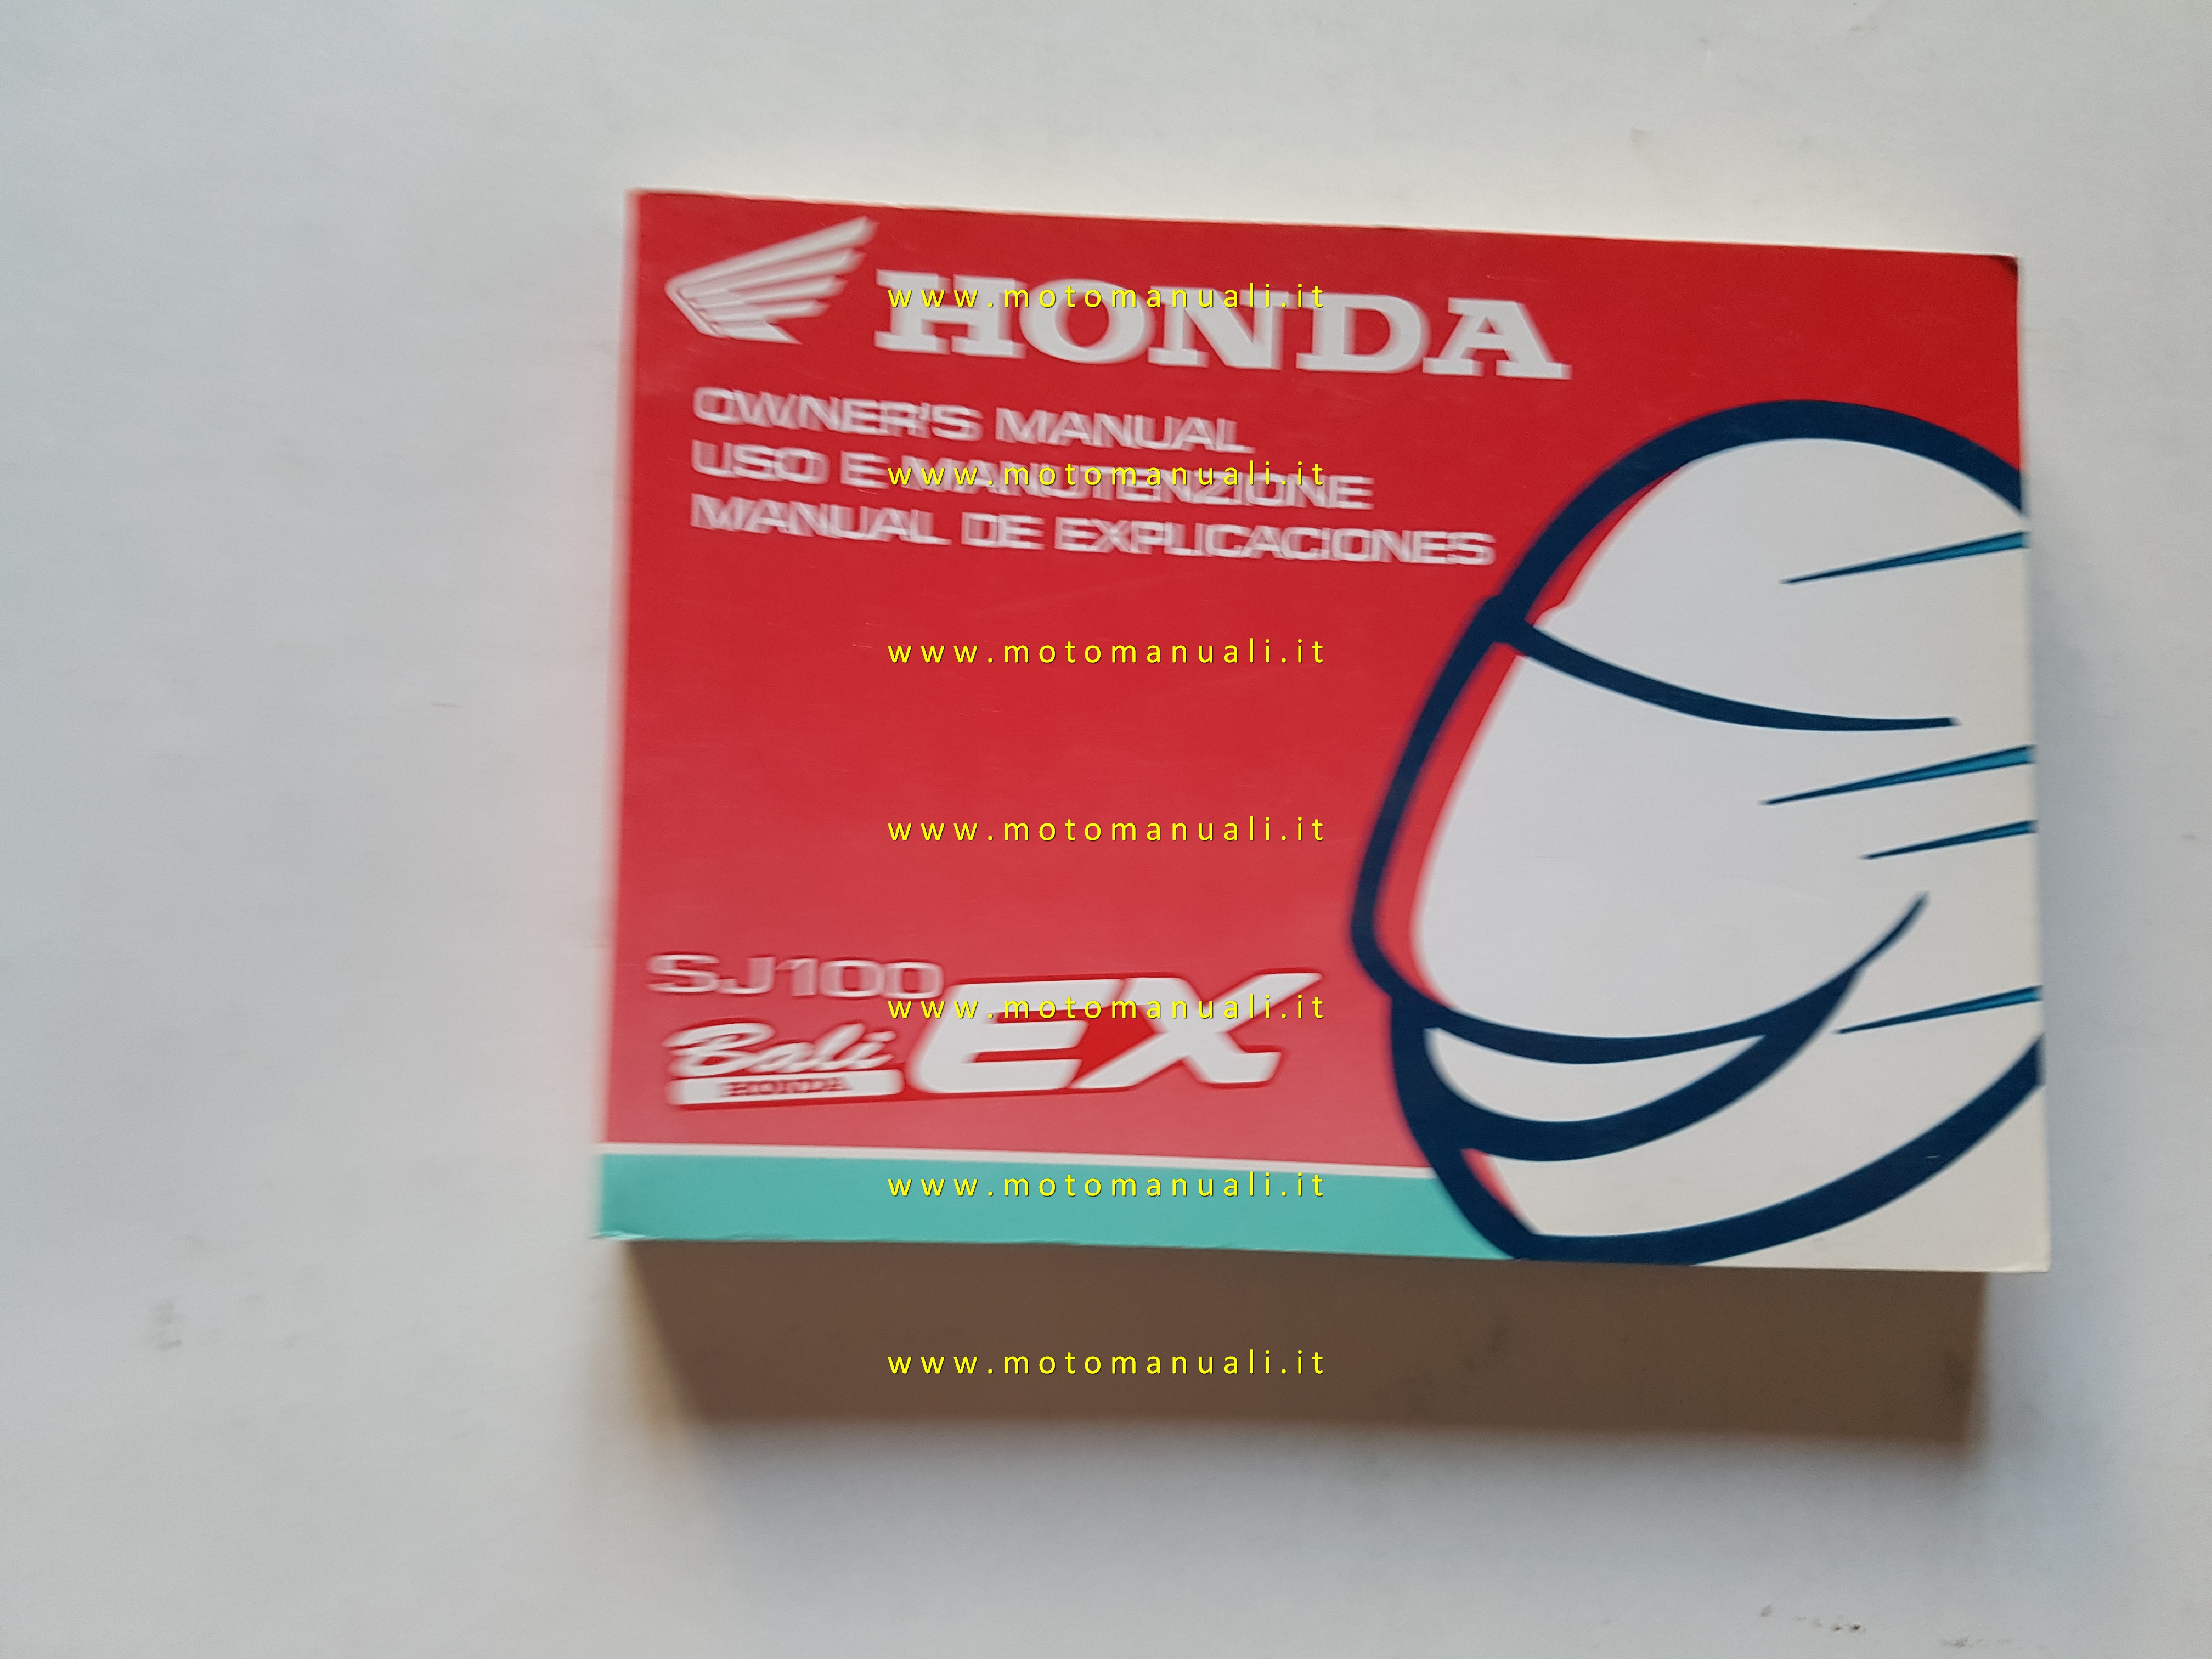 HONDA
www.motomanuali.it
OWNER'S MANUAL
USO E MANUTENZIONE
www.motomanuali.it
MANUAL DE EXPLICACIONES
www.motomanuali.it
www.motomanuali.it
SJ100
EX
www.motomanuali.it
Bali
HONDA
www.motomanuali.it
www.motomanuali.it